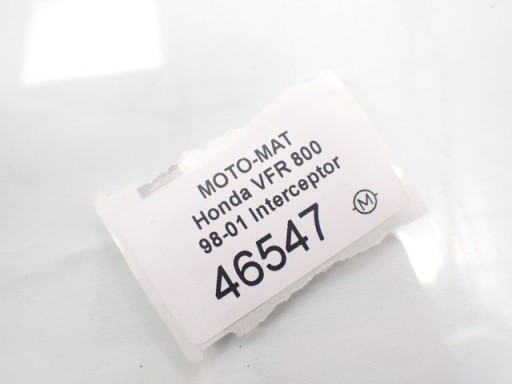 MOTO-MAT
Honda VFR 800
98-01 Interceptor
46547
M